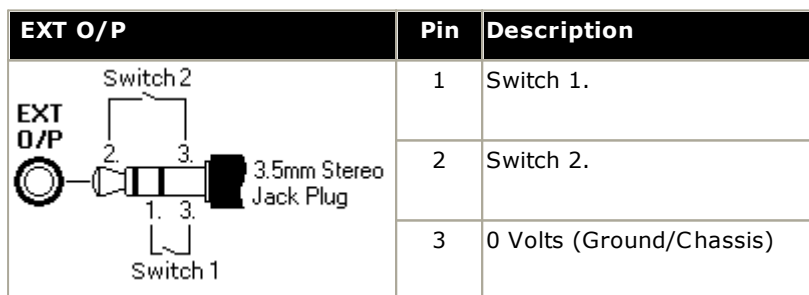 EXT O/P Pin Description
Switch 2
EXT
O/P
2. 3.
3.5mm Stereo
Jack Plug
1. 3.
Switch 1
1 Switch 1.
2 Switch 2.
3 0 Volts (Ground/Chassis)